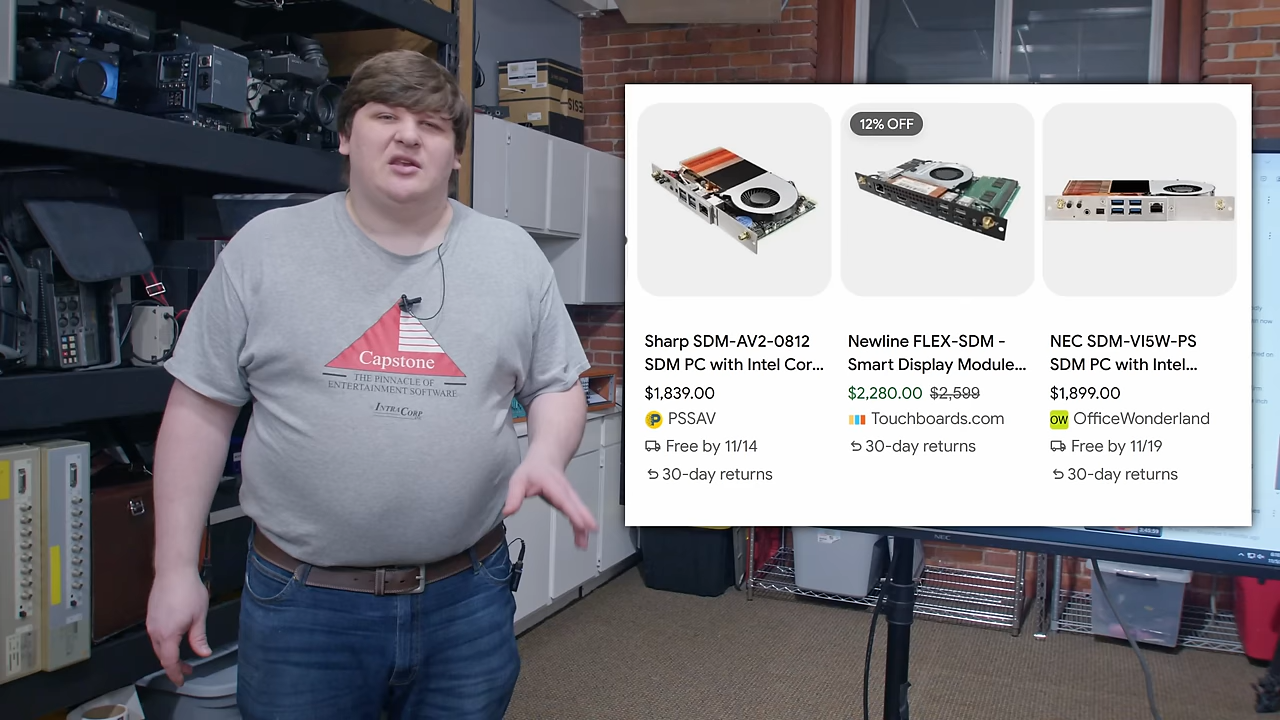 Capstone
THE PINNACLE OF
ENTERTAINMENT SOFTWARE
INTRACORP
12% OFF
Sharp SDM-AV2-0812
SDM PC with Intel Cor...
$1,839.00
P PSSAV
Free by 11/14
30-day returns
Newline FLEX-SDM -
Smart Display Module...
$2,280.00 $2,599
Touchboards.com
30-day returns
NEC SDM-VI5W-PS
SDM PC with Intel...
$1,899.00
OW OfficeWonderland
Free by 11/19
30-day returns
NEC